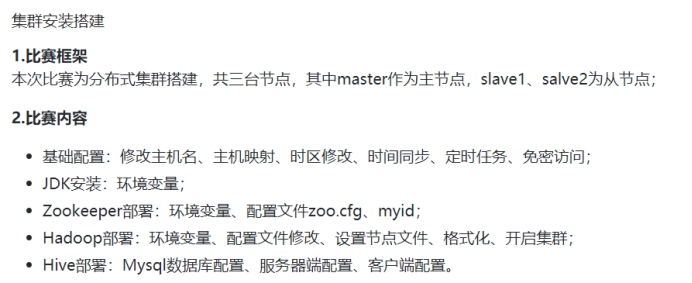 集群安装搭建
1.比赛框架
本次比赛为分布式集群搭建，共三台节点，其中master作为主节点，slave1、salve2为从节点；
2.比赛内容
• 基础配置：修改主机名、主机映射、时区修改、时间同步、定时任务、免密访问；
• JDK安装：环境变量；
• Zookeeper部署：环境变量、配置文件zoo.cfg、myid；
• Hadoop部署：环境变量、配置文件修改、设置节点文件、格式化、开启集群；
• Hive部署：Mysql数据库配置、服务器端配置、客户端配置。